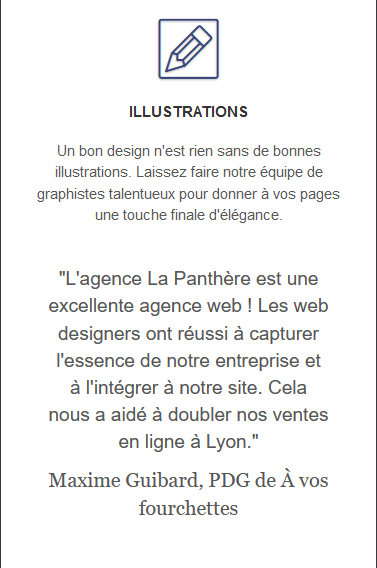 ILLUSTRATIONS
Un bon design n'est rien sans de bonnes
illustrations. Laissez faire notre équipe de
graphistes talentueux pour donner à vos pages
une touche finale d'élégance.
"L'agence La Panthère est une
excellente agence web ! Les web
designers ont réussi à capturer
l'essence de notre entreprise et
à l'intégrer à notre site. Cela
nous a aidé à doubler nos ventes
en ligne à Lyon."
Maxime Guibard, PDG de À vos
fourchettes